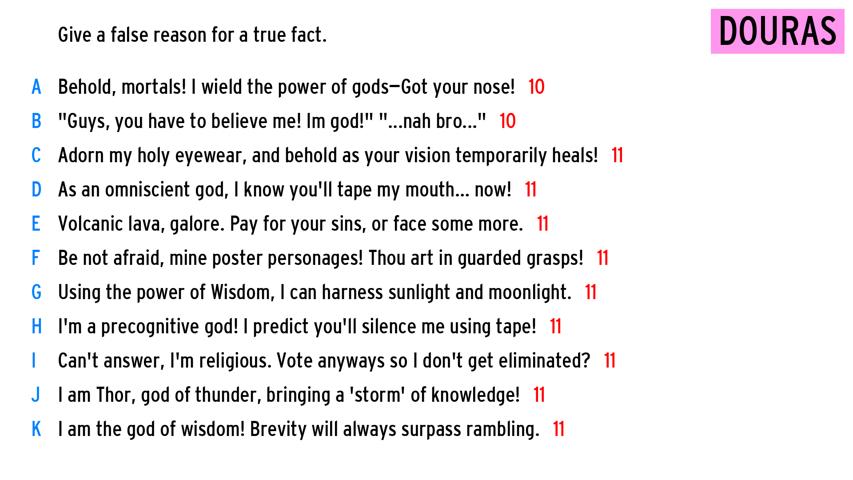 Give a false reason for a true fact.
DOURAS
A Behold, mortals! I wield the power of gods—Got your nose! 10
B "Guys, you have to believe me! Im god!" "...nah bro..." 10
C Adorn my holy eyewear, and behold as your vision temporarily heals! 11
D As an omniscient god, I know you'll tape my mouth... now! 11
E Volcanic lava, galore. Pay for your sins, or face some more. 11
F Be not afraid, mine poster personages! Thou art in guarded grasps! 11
G Using the power of Wisdom, I can harness sunlight and moonlight. 11
H I'm a precognitive god! I predict you'll silence me using tape! 11
I Can't answer, I'm religious. Vote anyways so I don't get eliminated? 11
J I am Thor, god of thunder, bringing a 'storm' of knowledge! 11
K I am the god of wisdom! Brevity will always surpass rambling. 11